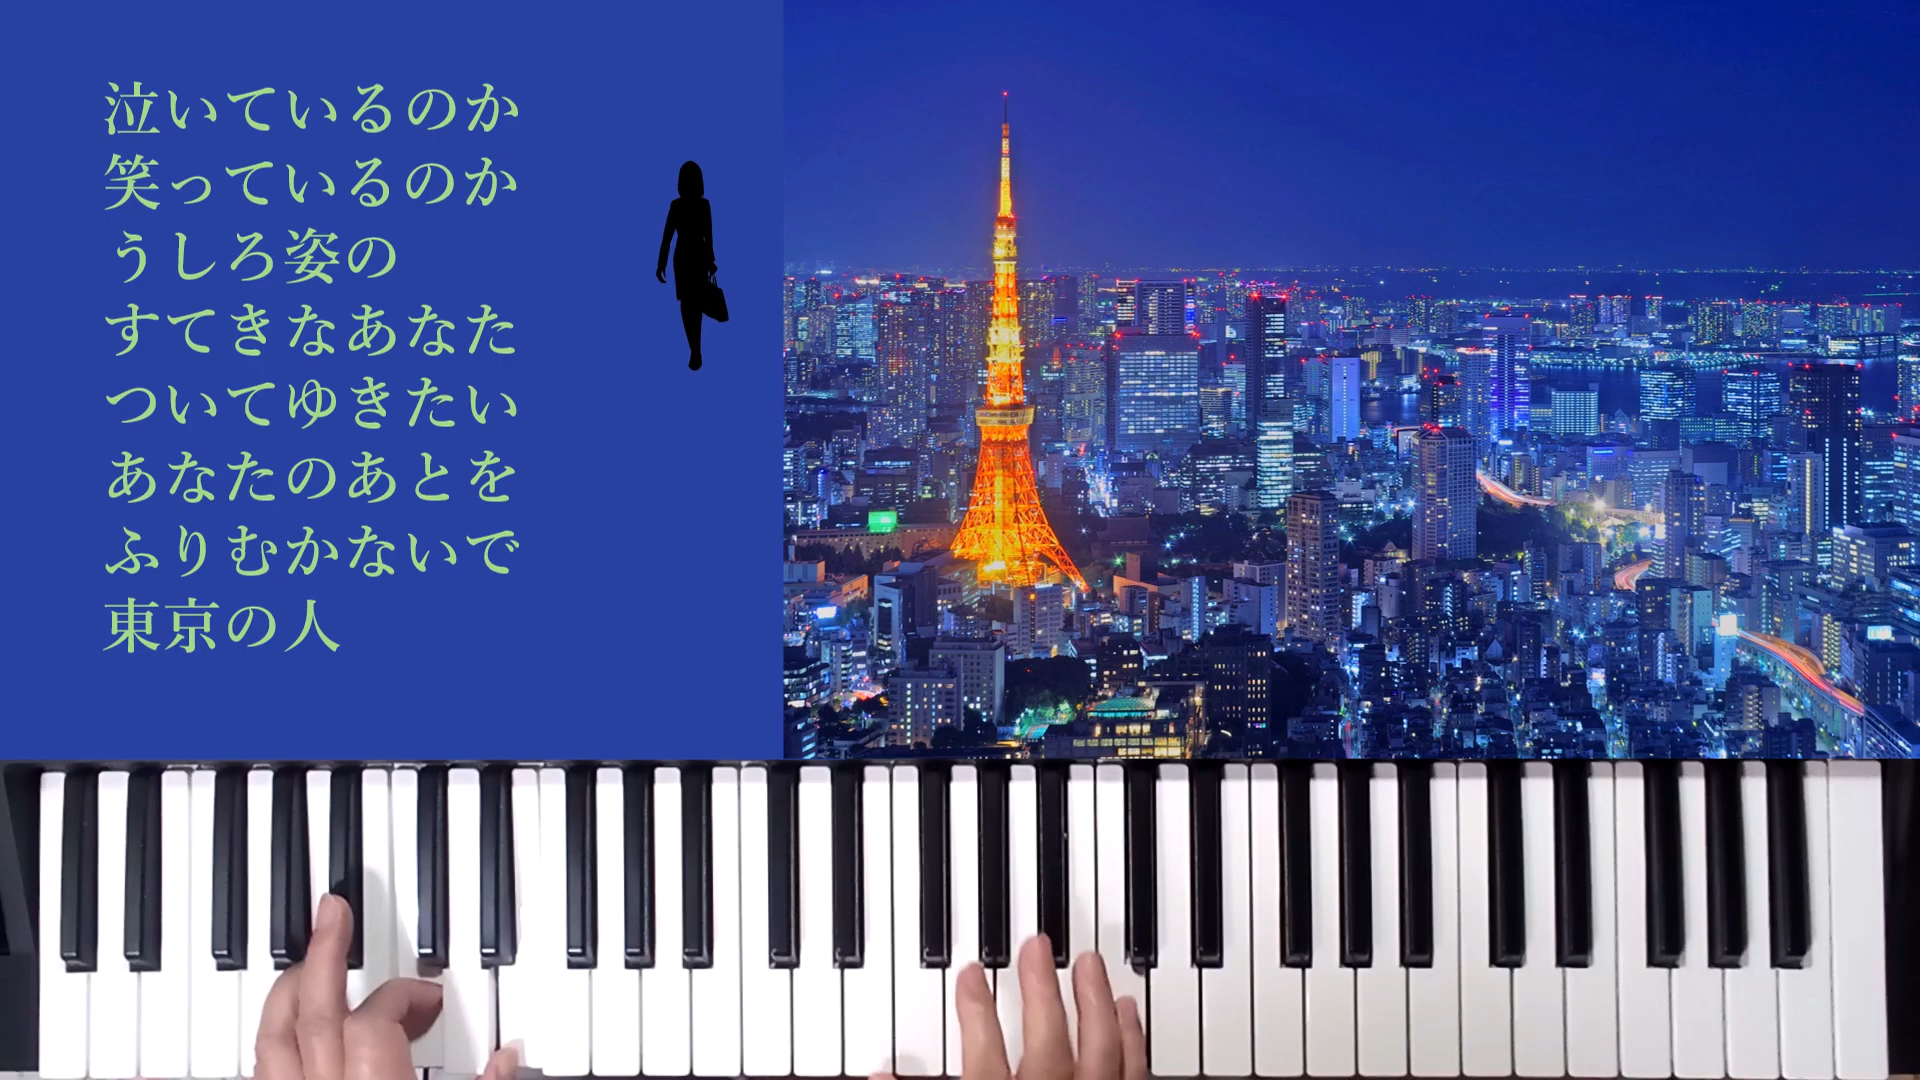 泣いているのか
笑っているのか
うしろ姿の
すてきなあなた
ついてゆきたい
あなたのあとを
ふりむかないで
東京の人